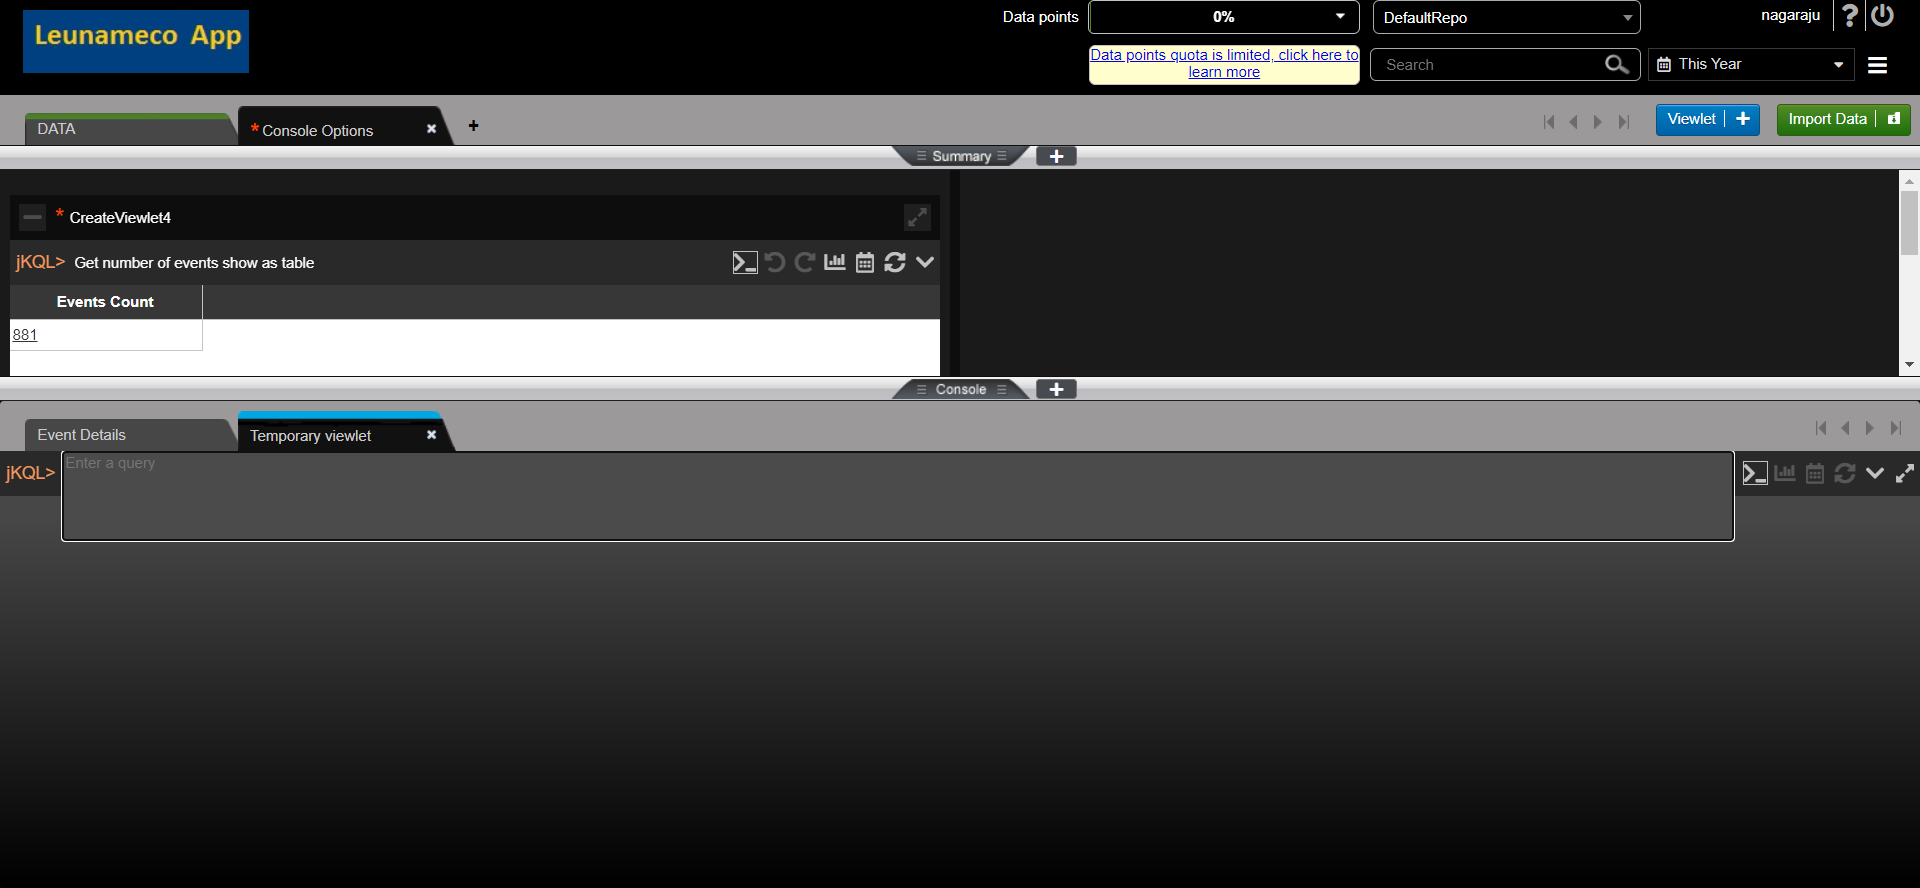 Leunameco App
Data points
0%
DefaultRepo
nagaraju
?
Data points quota is limited, click here to
learn more
Search
This Year
DATA
* Console Options
+
Viewlet +
Import Data
Summary
+
* CreateViewlet4
jKQL> Get number of events show as table
Events Count
881
Console
+
Event Details
Temporary viewlet
jKQL> Enter a query